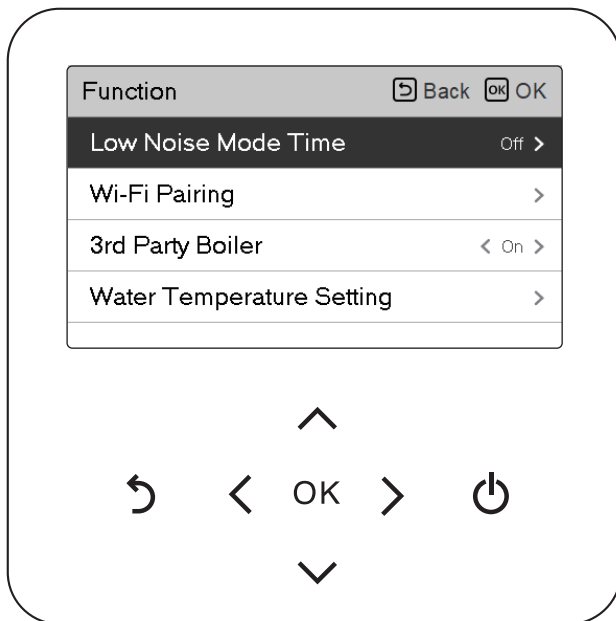 Function Back OK OK
Low Noise Mode Time Off >
Wi-Fi Pairing >
3rd Party Boiler < On >
Water Temperature Setting >
OK